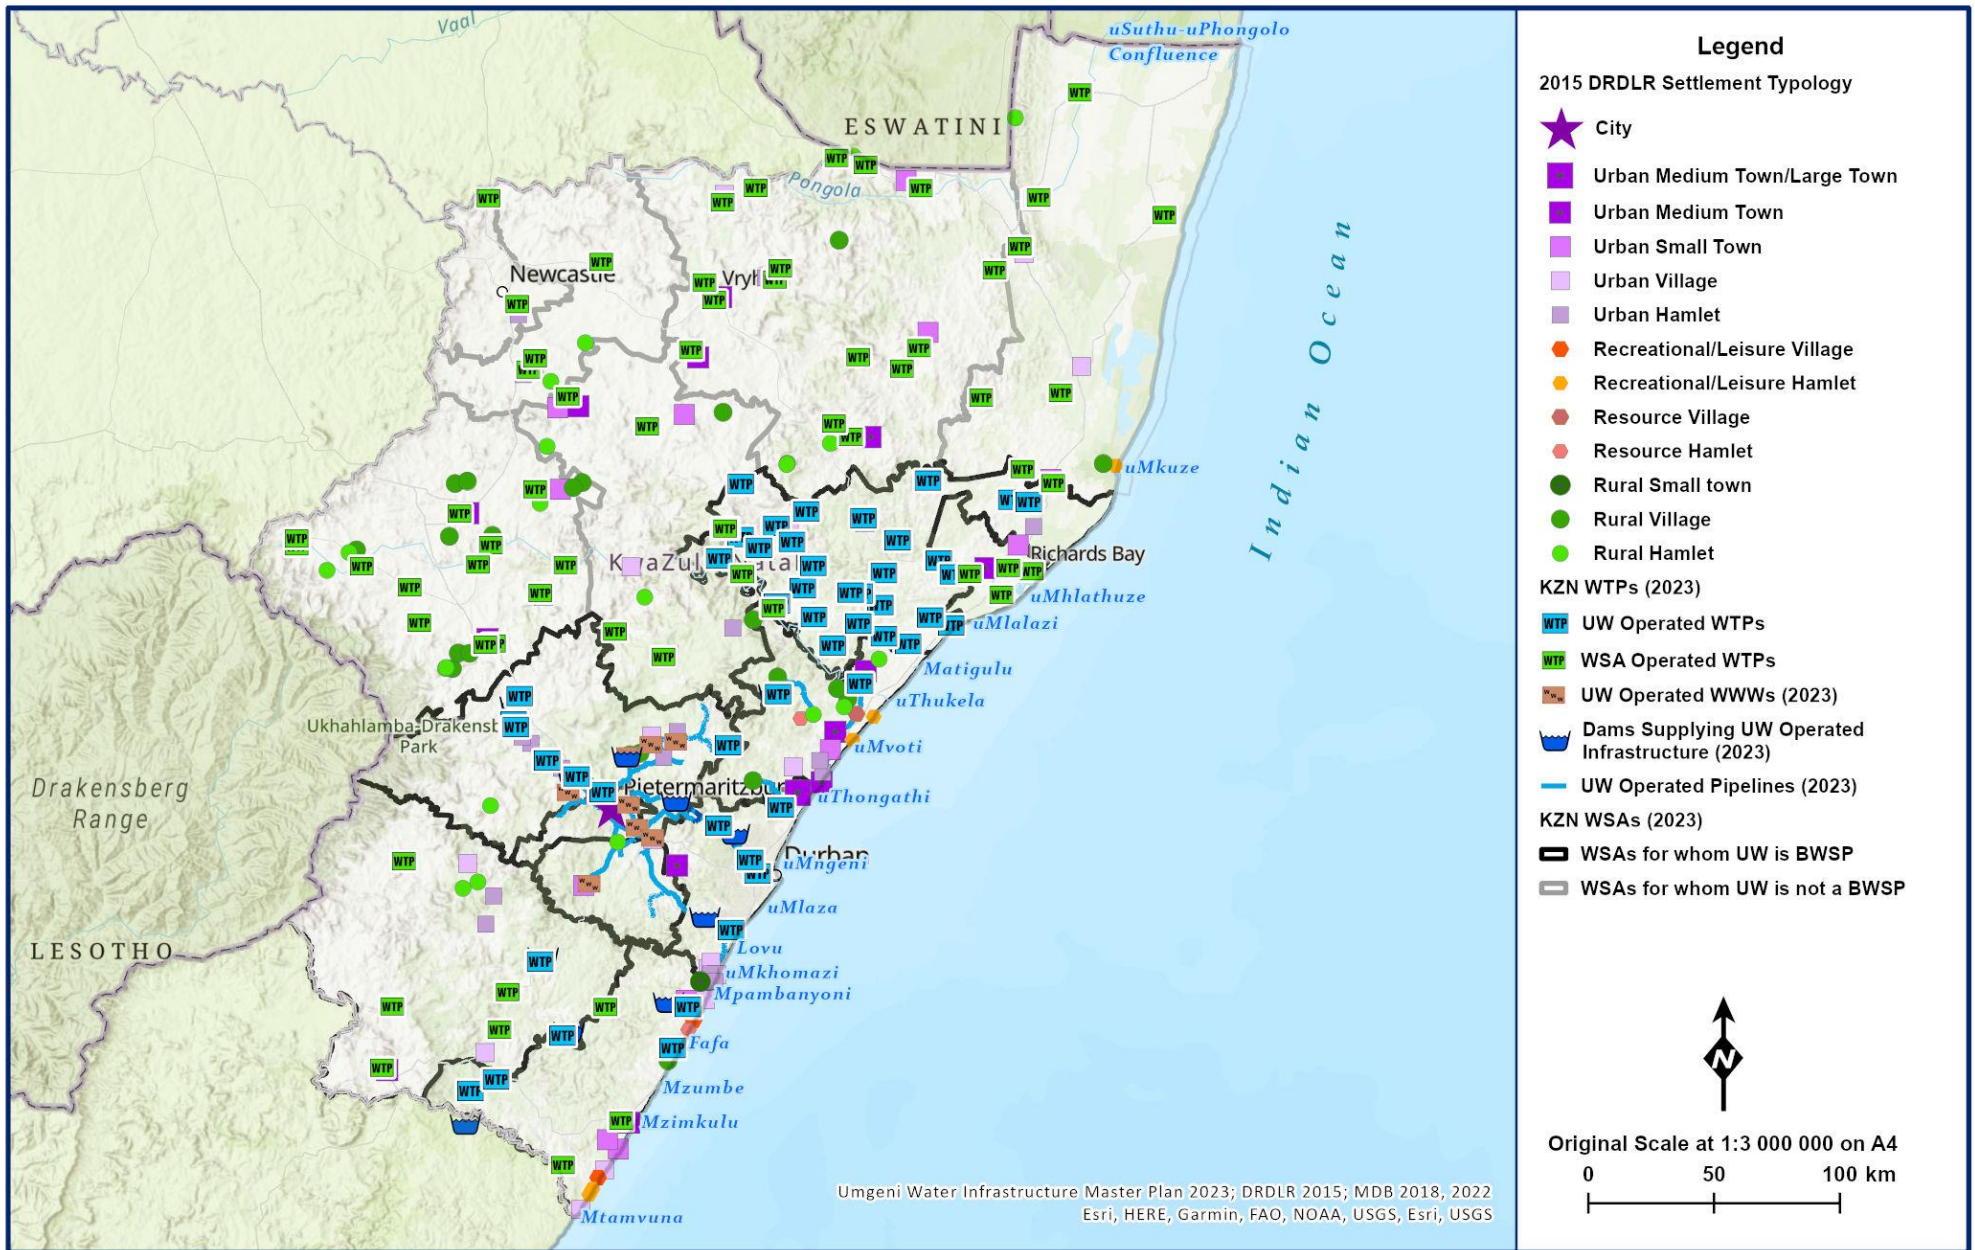 Vaal
uSuthu-uPhongolo
Confluence
ESWATINI
Pongola
Newcastle
Indian Ocean
uMkuze
Richards Bay
uMhlathuze
uMlalazi
Matigulu
uThukela
uMvoti
Ukhahlamba-Drakensb
Park
Drakensberg
Range
Pietermaritzbur
uThongathi
Durban
uMngeni
uMlaza
LESOTHO
Lovu
uMkhomazi
Mpambanyoni
Fafa
Mzumbe
Mzimkulu
Mtamvuna
WTP
www
Umgeni Water Infrastructure Master Plan 2023; DRDLR 2015; MDB 2018, 2022
Esri, HERE, Garmin, FAO, NOAA, USGS, Esri, USGS
Legend
2015 DRDLR Settlement Typology
City
Urban Medium Town/Large Town
Urban Medium Town
Urban Small Town
Urban Village
Urban Hamlet
Recreational/Leisure Village
Recreational/Leisure Hamlet
Resource Village
Resource Hamlet
Rural Small town
Rural Village
Rural Hamlet
KZN WTPs (2023)
WTP UW Operated WTPs
WTP WSA Operated WTPs
www UW Operated WWWs (2023)
Dams Supplying UW Operated
Infrastructure (2023)
UW Operated Pipelines (2023)
KZN WSAs (2023)
WSAs for whom UW is BWSP
WSAs for whom UW is not a BWSP
N
Original Scale at 1:3 000 000 on A4
0 50 100 km